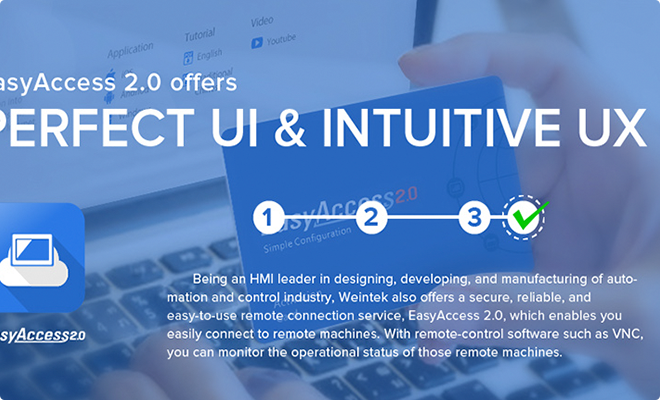 Video
Application
Tutorial
Youtube
English
asyAccess 2.0 offers
PERFECT UI & INTUITIVE UX
1 2 3
asyAccess2.0
Simple Configuration
Being an HMI leader in designing, developing, and manufacturing of auto-
mation and control industry, Weintek also offers a secure, reliable, and
easy-to-use remote connection service, EasyAccess 2.0, which enables you
easily connect to remote machines. With remote-control software such as VNC,
you can monitor the operational status of those remote machines.
syAccess2.0